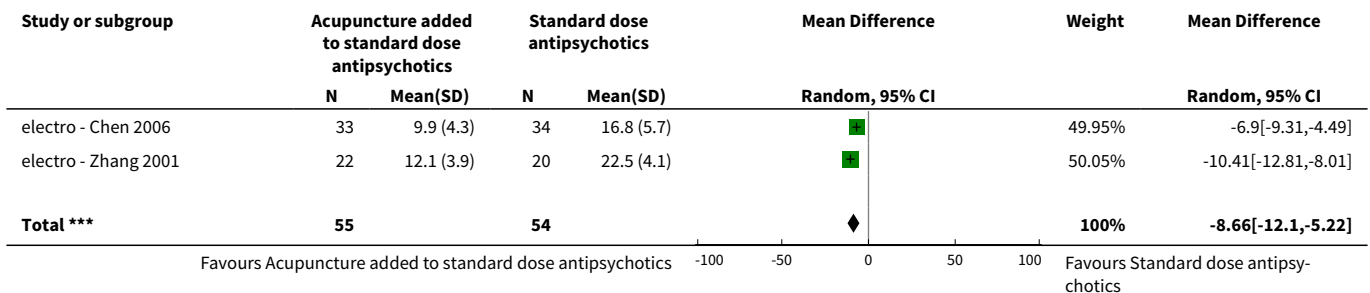 Study or subgroup Acupuncture added to standard dose antipsychotics Standard dose antipsychotics Mean Difference Weight Mean Difference
N Mean(SD) N Mean(SD) Random, 95% CI Random, 95% CI
electro - Chen 2006 33 9.9 (4.3) 34 16.8 (5.7) 49.95% -6.9[-9.31,-4.49]
electro - Zhang 2001 22 12.1 (3.9) 20 22.5 (4.1) 50.05% -10.41[-12.81,-8.01]
Total *** 55 54 100% -8.66[-12.1,-5.22]
Favours Acupuncture added to standard dose antipsychotics -100 -50 0 50 100 Favours Standard dose antipsy-
chotics